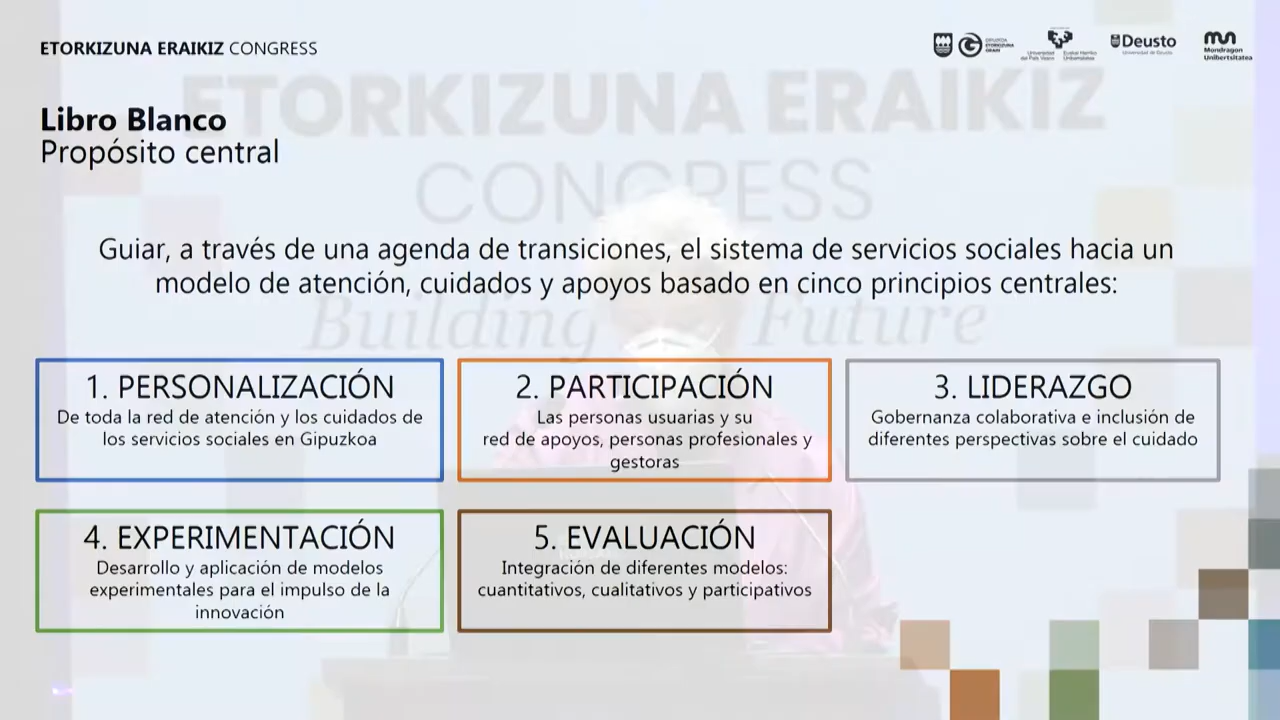 ETORKIZUNA ERAIKIZ CONGRESS
Deusto
Mondragon
Unibertsitatea
ETORKIZUNA ERAIKIZ
CONGRESS
Libro Blanco
Propósito central
Guiar, a través de una agenda de transiciones, el sistema de servicios sociales hacia un
modelo de atención, cuidados y apoyos basado en cinco principios centrales:
Building Future
1. PERSONALIZACIÓN
De toda la red de atención y los cuidados de
los servicios sociales en Gipuzkoa
2. PARTICIPACIÓN
Las personas usuarias y su
red de apoyos, personas profesionales y
gestoras
3. LIDERAZGO
Gobernanza colaborativa e inclusión de
diferentes perspectivas sobre el cuidado
4. EXPERIMENTACIÓN
Desarrollo y aplicación de modelos
experimentales para el impulso de la
innovación
5. EVALUACIÓN
Integración de diferentes modelos:
cuantitativos, cualitativos y participativos